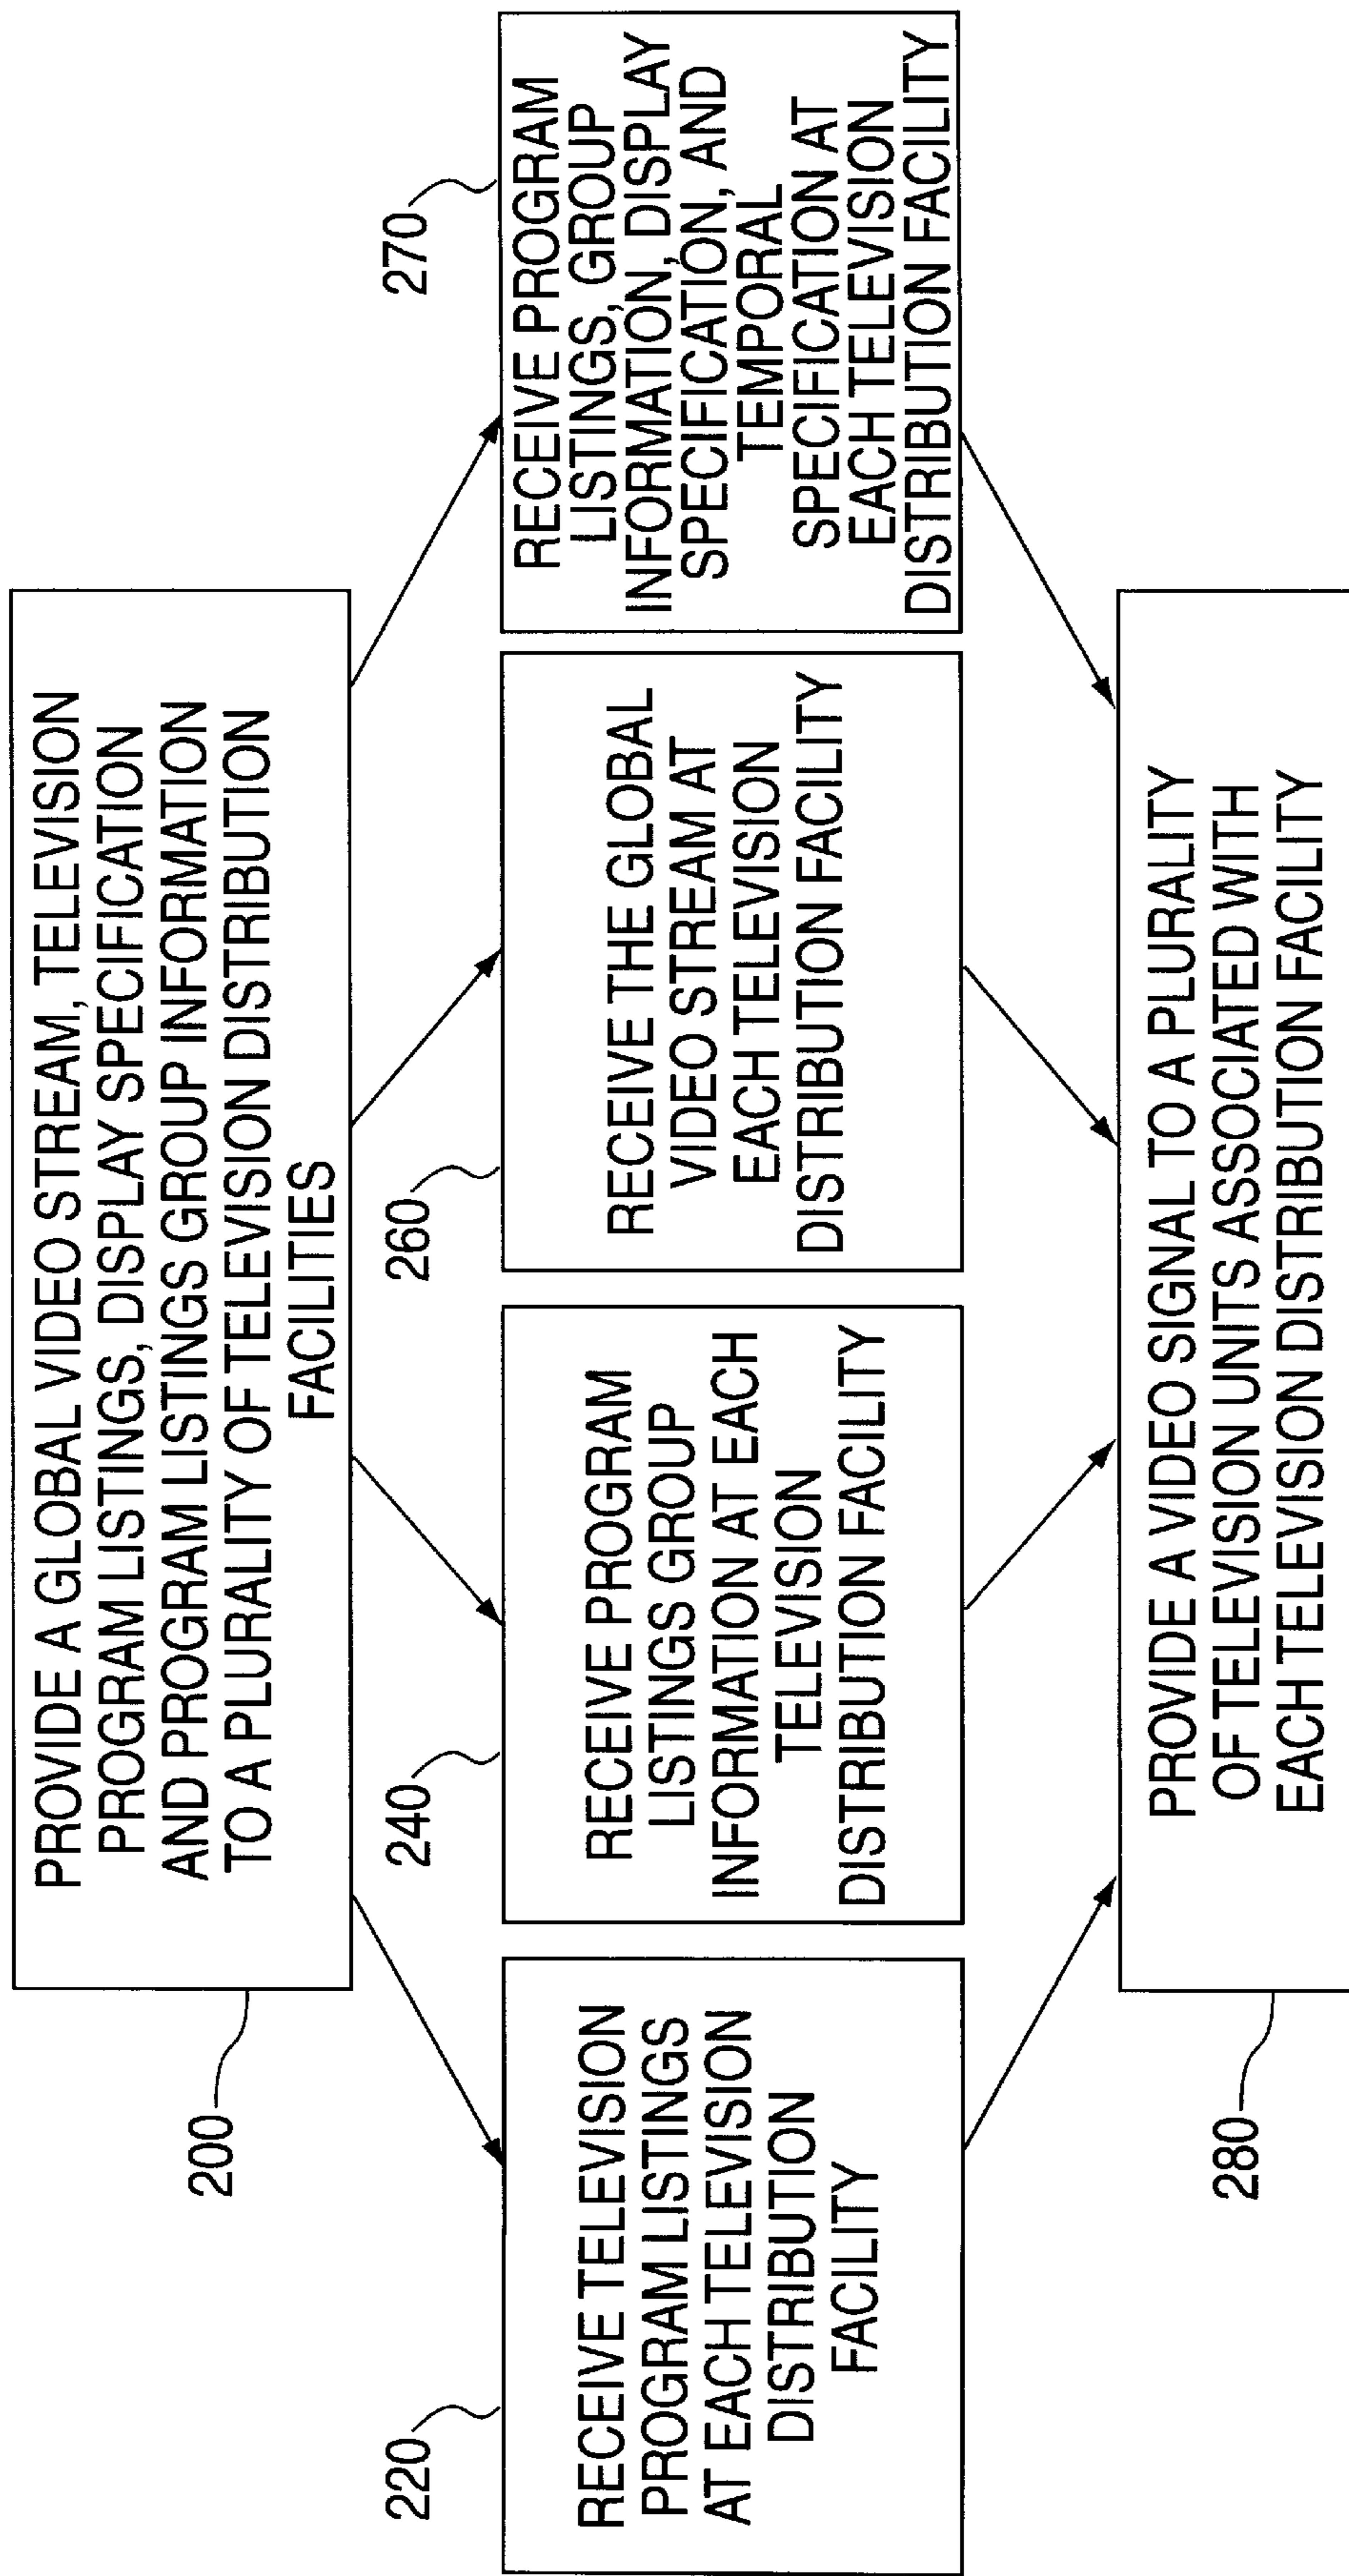 PROVIDE A GLOBAL VIDEO STREAM, TELEVISION
PROGRAM LISTINGS, DISPLAY SPECIFICATION
AND PROGRAM LISTINGS GROUP INFORMATION
TO A PLURALITY OF TELEVISION DISTRIBUTION
FACILITIES
200
220
RECEIVE TELEVISION
PROGRAM LISTINGS
AT EACH TELEVISION
DISTRIBUTION
FACILITY
240
RECEIVE PROGRAM
LISTINGS GROUP
INFORMATION AT EACH
TELEVISION
DISTRIBUTION FACILITY
260
RECEIVE THE GLOBAL
VIDEO STREAM AT
EACH TELEVISION
DISTRIBUTION FACILITY
270
RECEIVE PROGRAM
LISTINGS, GROUP
INFORMATION, DISPLAY
SPECIFICATION, AND
TEMPORAL
SPECIFICATION AT
EACH TELEVISION
DISTRIBUTION FACILITY
280
PROVIDE A VIDEO SIGNAL TO A PLURALITY
OF TELEVISION UNITS ASSOCIATED WITH
EACH TELEVISION DISTRIBUTION FACILITY